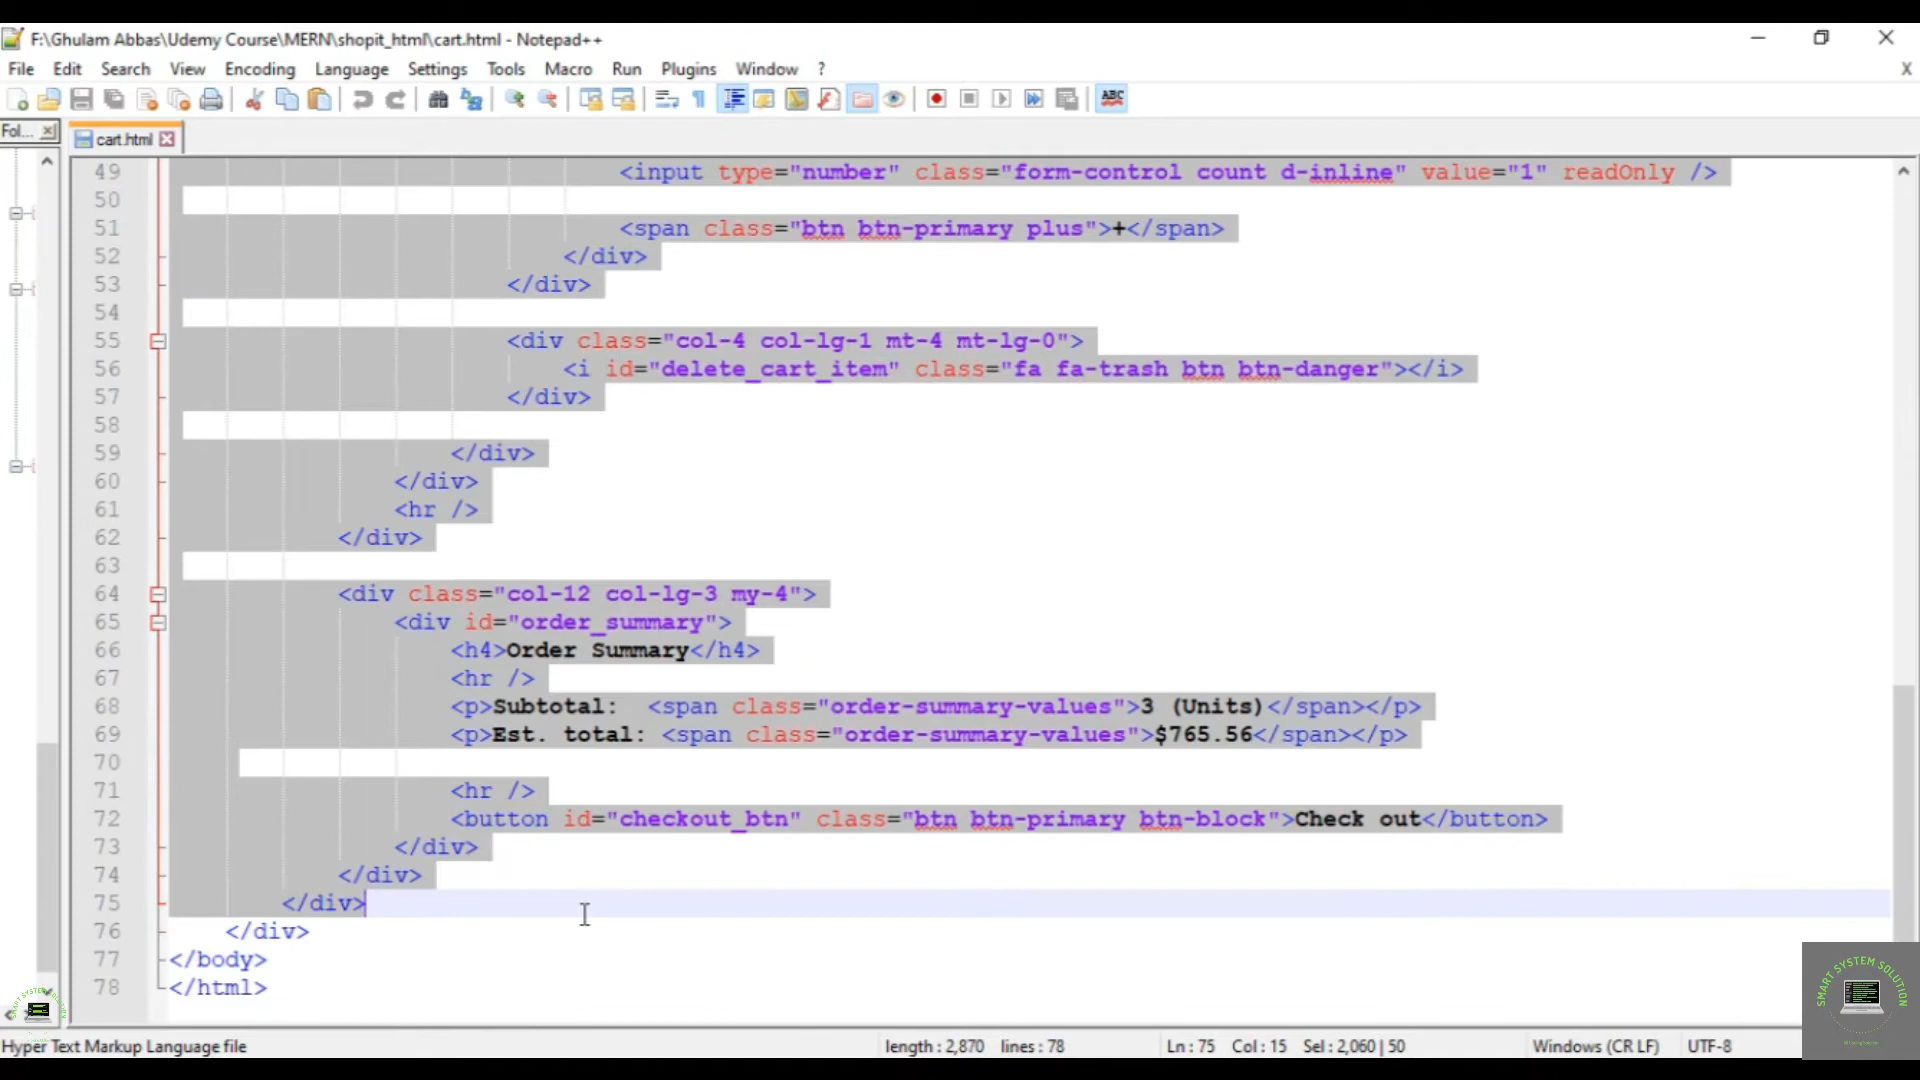 F:\Ghulam Abbas\Udemy Course\MERN\shopit_html\cart.html - Notepad++
File Edit Search View Encoding Language Settings Tools Macro Run Plugins Window ? X
ABC
Fol...
cart.html
49 <input type="number" class="form-control count d-inline" value="1" readOnly />
50
51 <span class="btn btn-primary plus">+</span>
52 </div>
53 </div>
54
55 <div class="col-4 col-lg-1 mt-4 mt-lg-0">
56 <i id="delete_cart_item" class="fa fa-trash btn btn-danger"></i>
57 </div>
58
59 </div>
60 </div>
61 <hr />
62 </div>
63
64 <div class="col-12 col-lg-3 my-4">
65 <div id="order_summary">
66 <h4>Order Summary</h4>
67 <hr />
68 <p>Subtotal:  <span class="order-summary-values">3 (Units)</span></p>
69 <p>Est. total: <span class="order-summary-values">$765.56</span></p>
70
71 <hr />
72 <button id="checkout_btn" class="btn btn-primary btn-block">Check out</button>
73 </div>
74 </div>
75 </div>
76 </div>
77 </body>
78 </html>
SMART SYSTEM SOLUTION
Hyper Text Markup Language file length : 2,870 lines : 78 Ln : 75 Col : 15 Sel : 2,060 | 50 Windows (CR LF) UTF-8